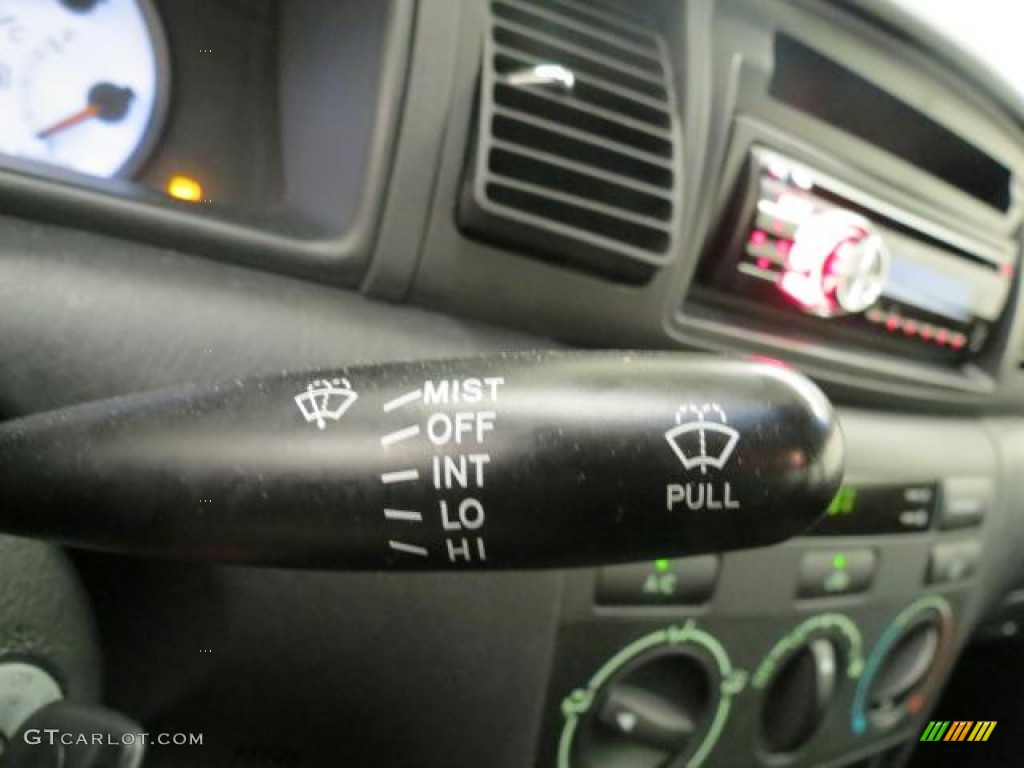 MIST
OFF
INT
LO
HI
PULL
A/C
GTCARLOT.COM